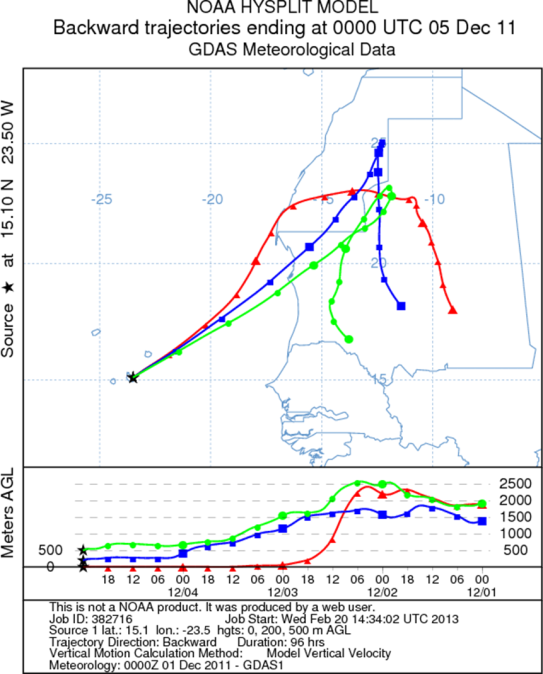 NOAA HYSPLIT MODEL
Backward trajectories ending at 0000 UTC 05 Dec 11
GDAS Meteorological Data
Source ★ at 15.10 N 23.50 W
25
-25 -20 -15 -10
20
15
Meters AGL
2500
2000
1500
1000
500 500
0
18 12 06 00 18 12 06 00 18 12 06 00 18 12 06 00
12/04 12/03 12/02 12/01
This is not a NOAA product. It was produced by a web user.
Job ID: 382716 Job Start: Wed Feb 20 14:34:02 UTC 2013
Source 1 lat.: 15.1 lon.: -23.5 hgts: 0, 200, 500 m AGL
Trajectory Direction: Backward Duration: 96 hrs
Vertical Motion Calculation Method: Model Vertical Velocity
Meteorology: 0000Z 01 Dec 2011 - GDAS1